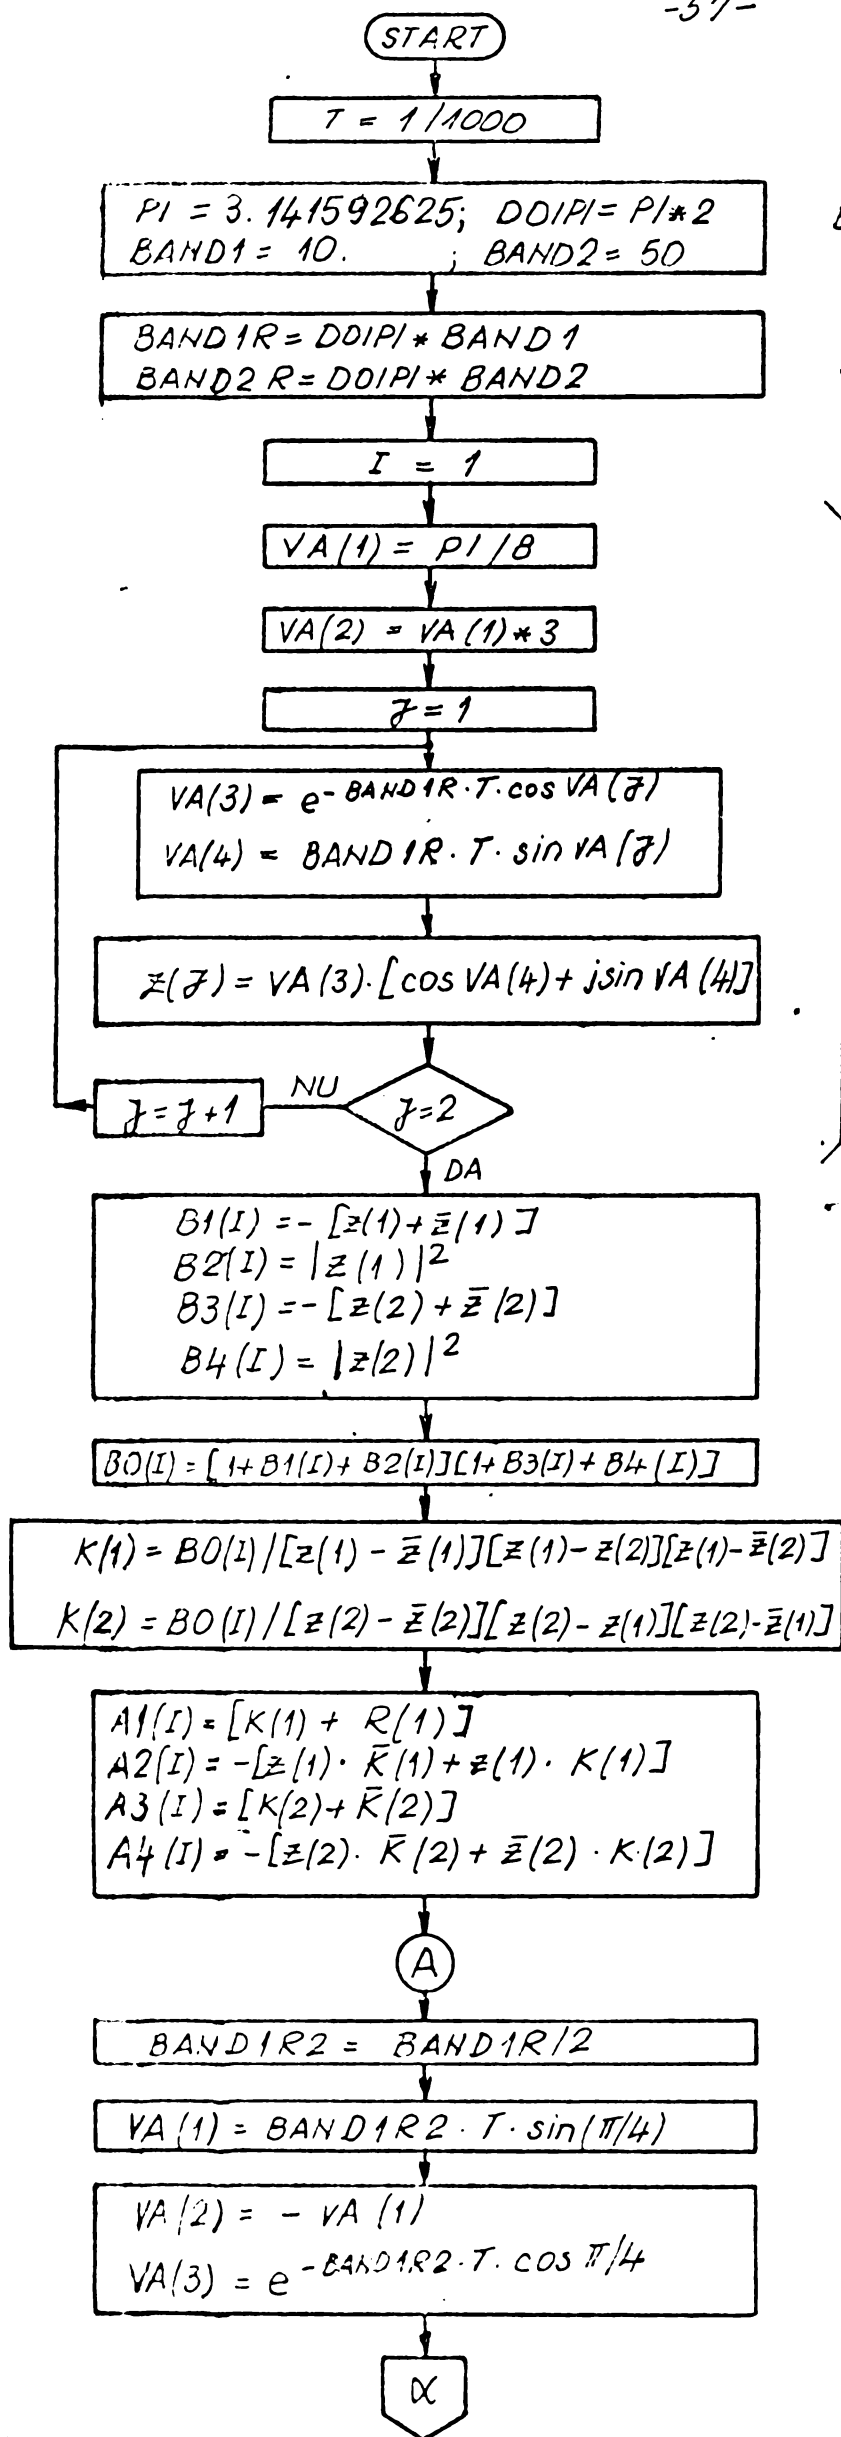 -57-
START
T = 1/1000
PI = 3.141592625; DOIPI = PI*2
BAND1 = 10. ; BAND2 = 50
BAND1R = DOIPI * BAND1
BAND2R = DOIPI * BAND2
I = 1
VA(1) = PI/8
VA(2) = VA(1)*3
J = 1
VA(3) = e^-BAND1R·T·cos VA(J)
VA(4) = BAND1R·T·sin VA(J)
z(J) = VA(3)·[cos VA(4) + jsin VA(4)]
J = J+1
NU
J=2
DA
B1(I) = -[z(1)+z̄(1)]
B2(I) = |z(1)|²
B3(I) = -[z(2)+z̄(2)]
B4(I) = |z(2)|²
B0(I) = [1+B1(I)+B2(I)][1+B3(I)+B4(I)]
K(1) = B0(I)/[z(1)-z̄(1)][z(1)-z(2)][z(1)-z̄(2)]
K(2) = B0(I)/[z(2)-z̄(2)][z(2)-z(1)][z(2)-z̄(1)]
A1(I) = [K(1) + R(1)]
A2(I) = -[z(1)·K̄(1)+z(1)·K(1)]
A3(I) = [K(2)+K̄(2)]
A4(I) = -[z(2)·K̄(2)+z̄(2)·K(2)]
A
BAND1R2 = BAND1R/2
VA(1) = BAND1R2·T·sin(π/4)
VA(2) = - VA(1)
VA(3) = e^-BAND1R2·T·cos π/4
α